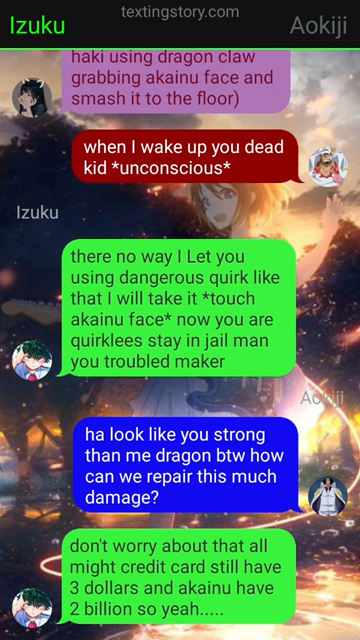 textingstory.com
Izuku
Aokiji
haki using dragon claw
grabbing akainu face and
smash it to the floor)
when I wake up you dead
kid *unconscious*
Izuku
there no way I Let you
using dangerous quirk like
that I will take it *touch
akainu face* now you are
quirklees stay in jail man
you troubled maker
Aokiji
ha look like you strong
than me dragon btw how
can we repair this much
damage?
don't worry about that all
might credit card still have
3 dollars and akainu have
2 billion so yeah.....